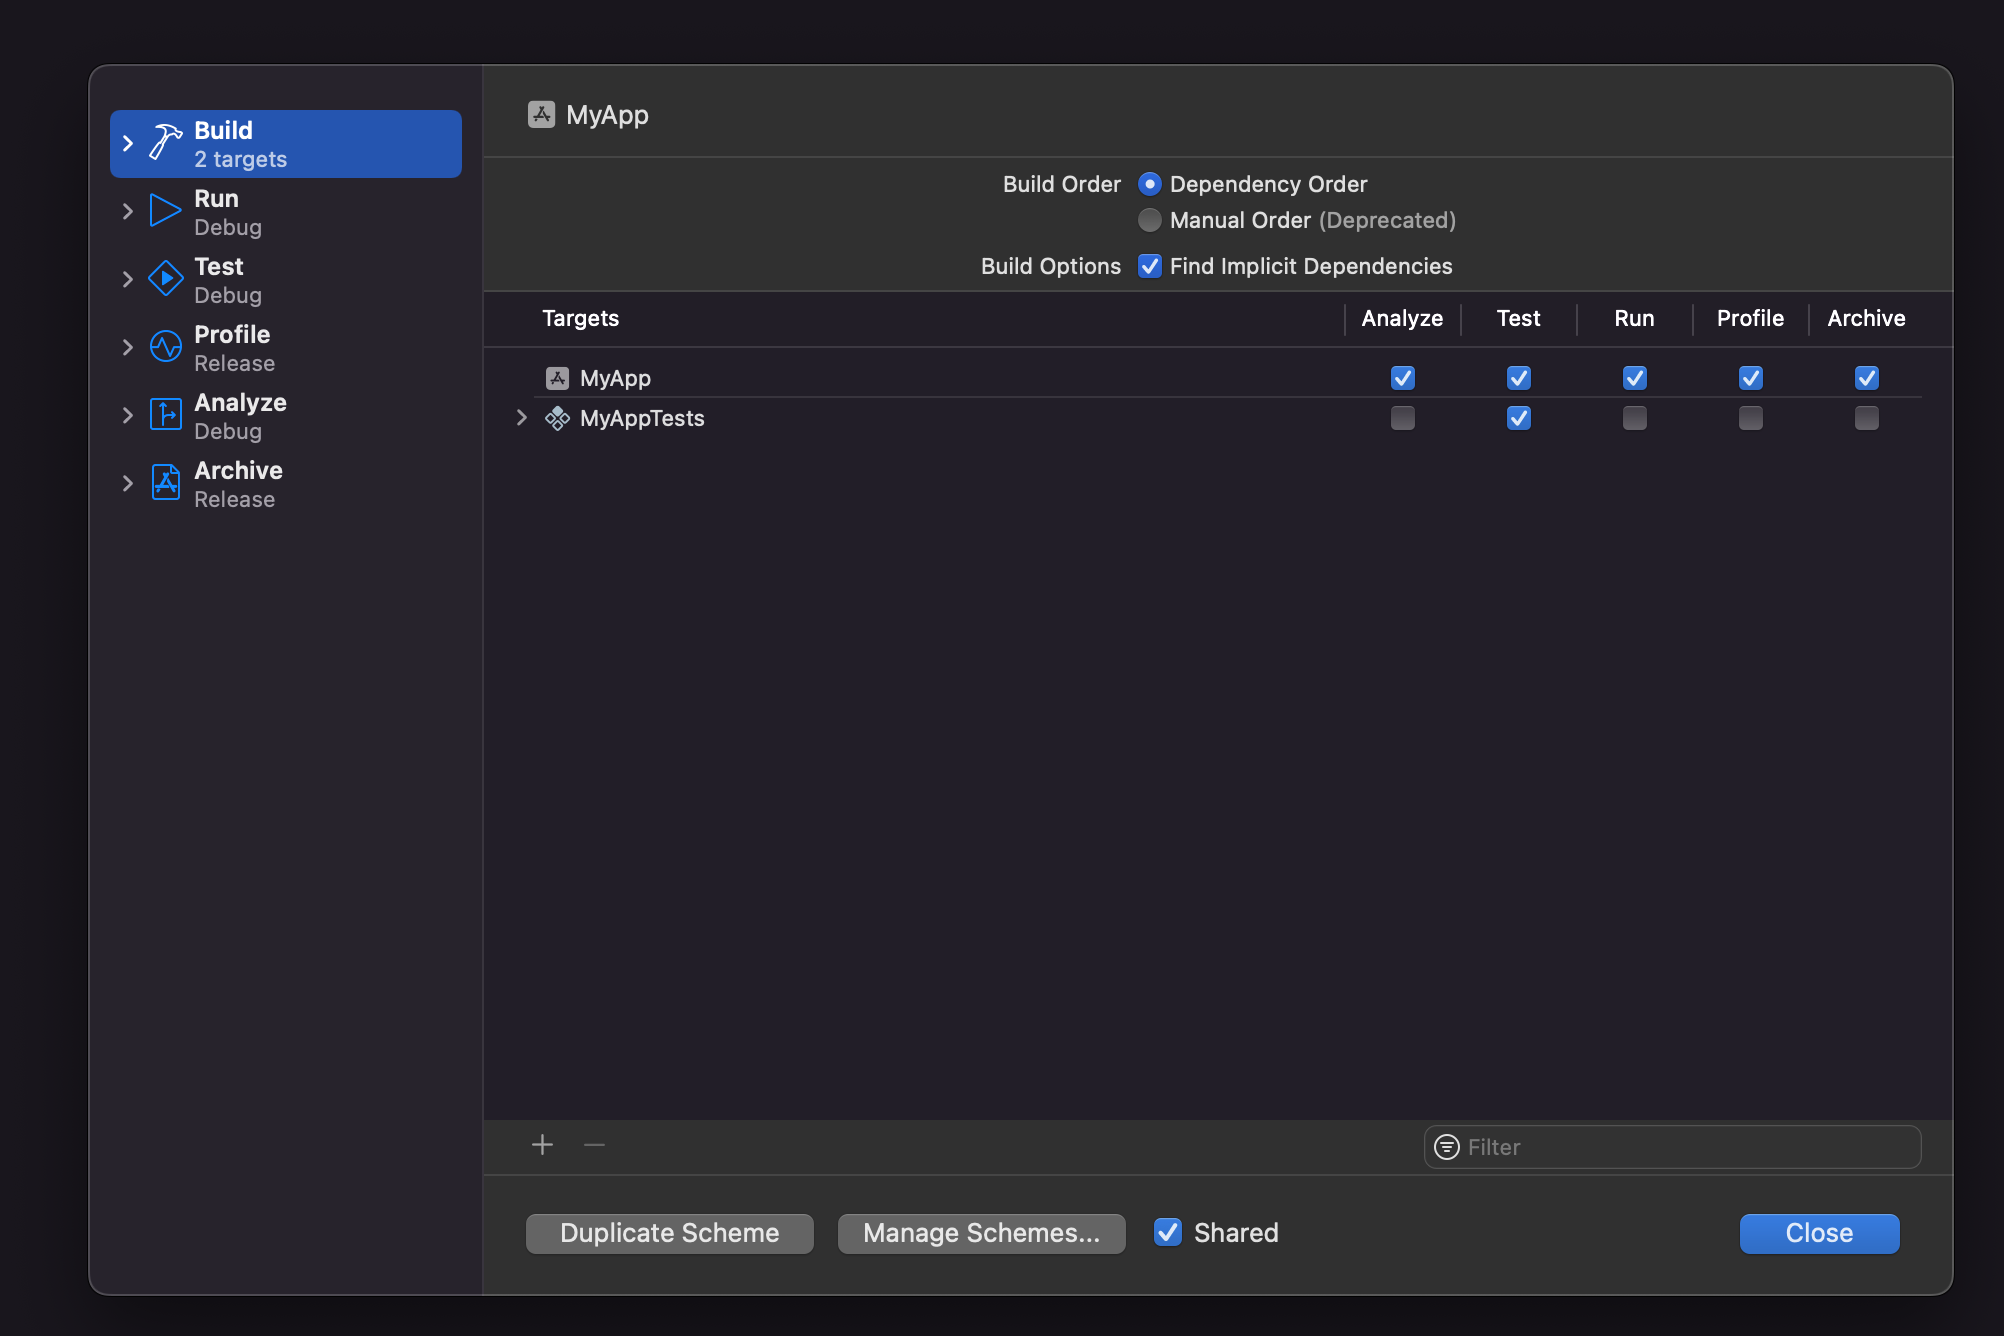 Build
2 targets
Run
Debug
Test
Debug
Profile
Release
Analyze
Debug
Archive
Release
MyApp
Build Order Dependency Order
Manual Order (Deprecated)
Build Options Find Implicit Dependencies
Targets Analyze Test Run Profile Archive
MyApp
MyAppTests
Filter
Duplicate Scheme Manage Schemes... Shared Close